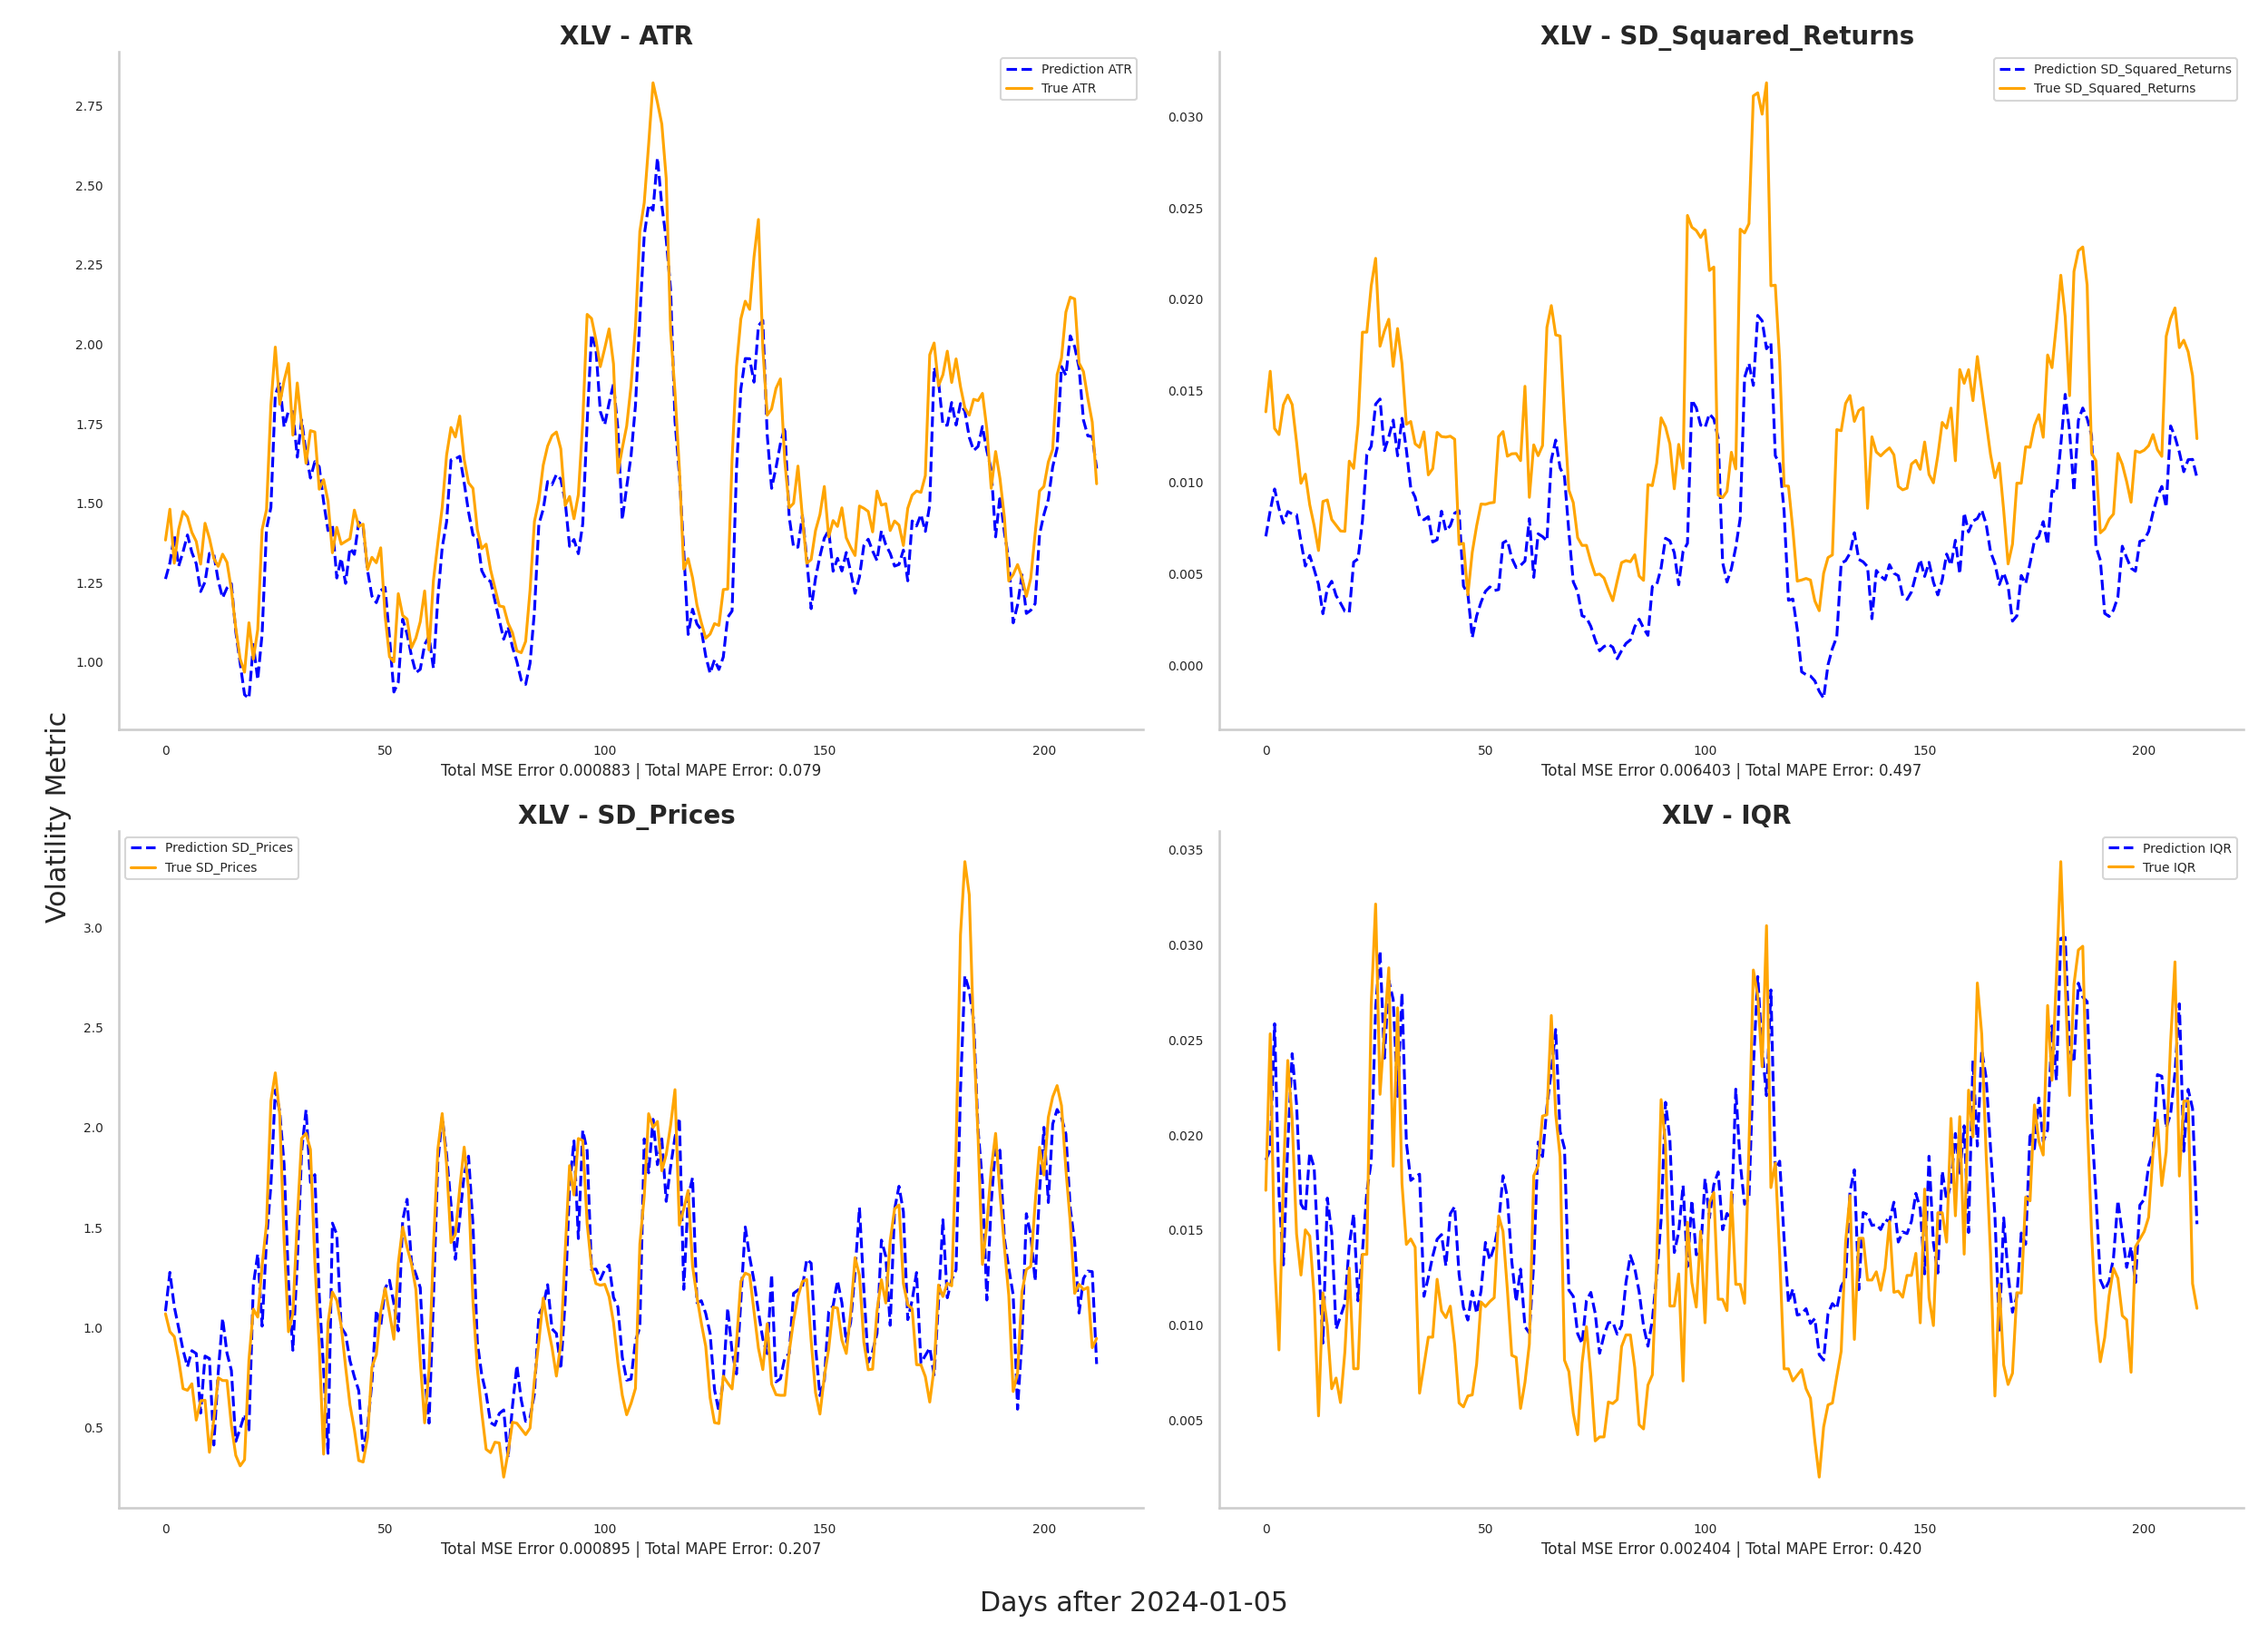 XLV - ATR
Prediction ATR
True ATR
2.75
2.50
2.25
2.00
1.75
1.50
1.25
1.00
0
50
100
150
200
Total MSE Error 0.000883 | Total MAPE Error: 0.079
XLV - SD_Squared_Returns
Prediction SD_Squared_Returns
True SD_Squared_Returns
0.030
0.025
0.020
0.015
0.010
0.005
0.000
0
50
100
150
200
Total MSE Error 0.006403 | Total MAPE Error: 0.497
Volatility Metric
XLV - SD_Prices
Prediction SD_Prices
True SD_Prices
3.0
2.5
2.0
1.5
1.0
0.5
0
50
100
150
200
Total MSE Error 0.000895 | Total MAPE Error: 0.207
XLV - IQR
Prediction IQR
True IQR
0.035
0.030
0.025
0.020
0.015
0.010
0.005
0
50
100
150
200
Total MSE Error 0.002404 | Total MAPE Error: 0.420
Days after 2024-01-05